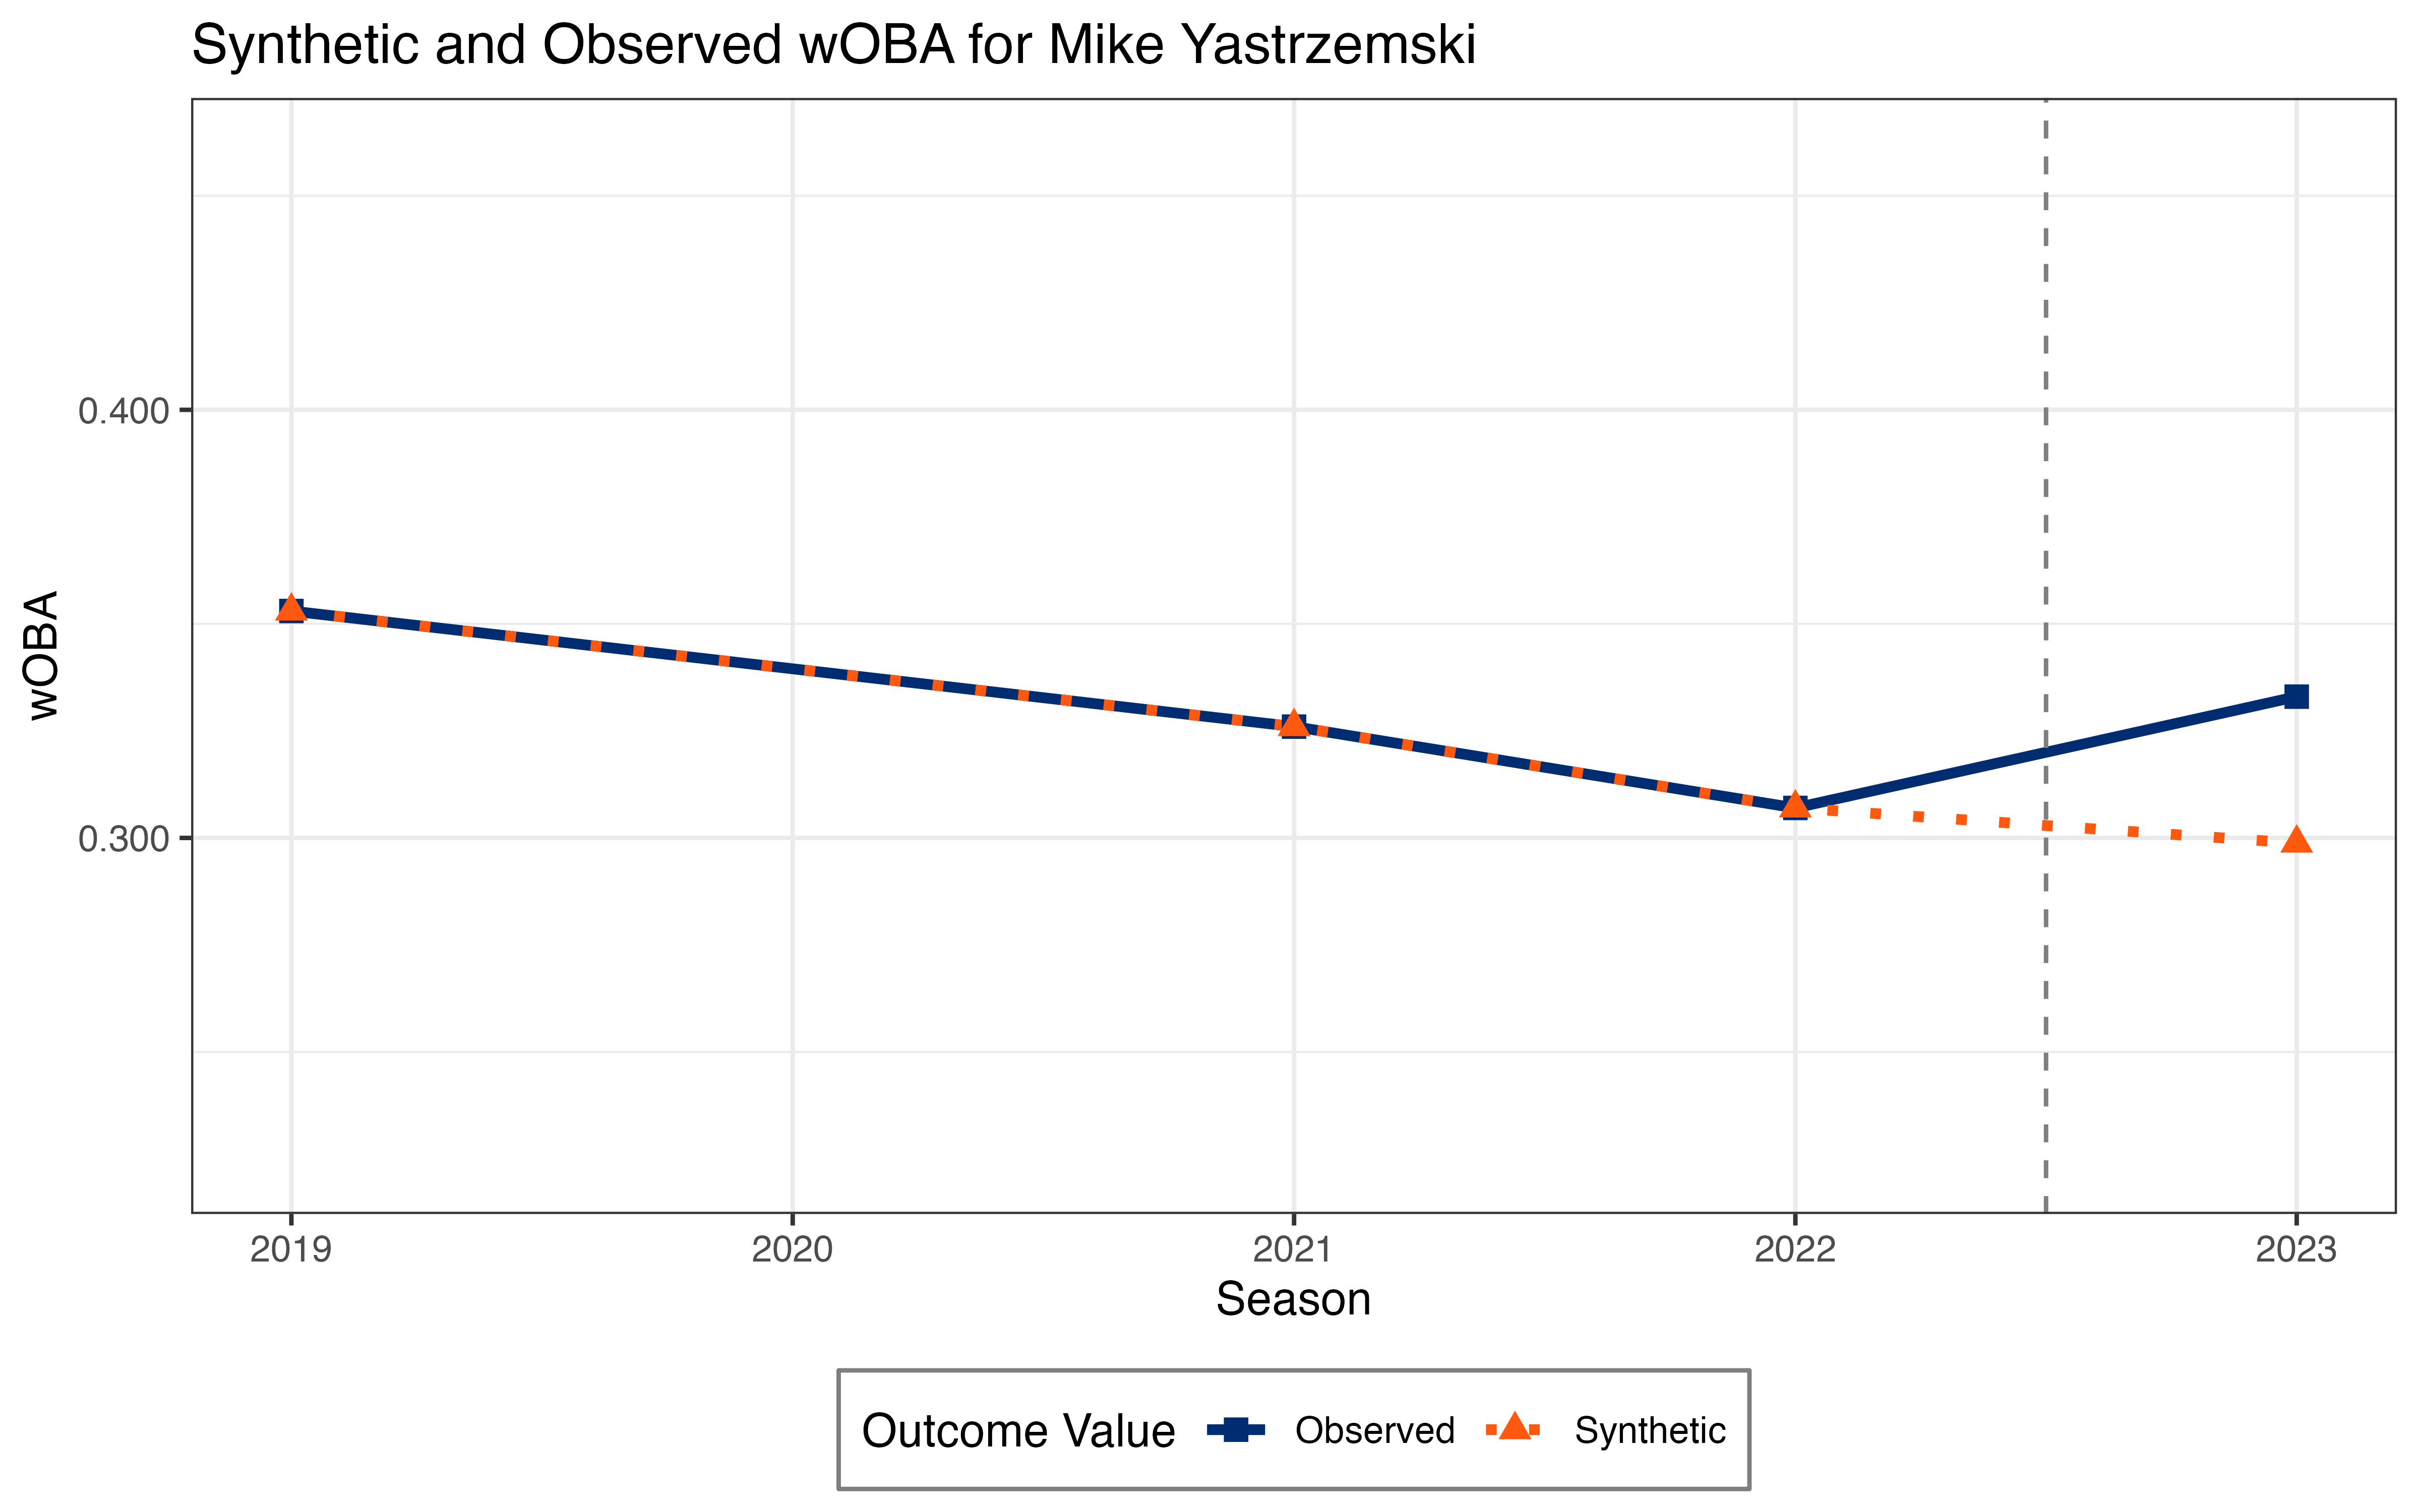 Synthetic and Observed wOBA for Mike Yastrzemski
wOBA
0.400
0.300
2019 2020 2021 2022 2023
Season
Outcome Value Observed Synthetic